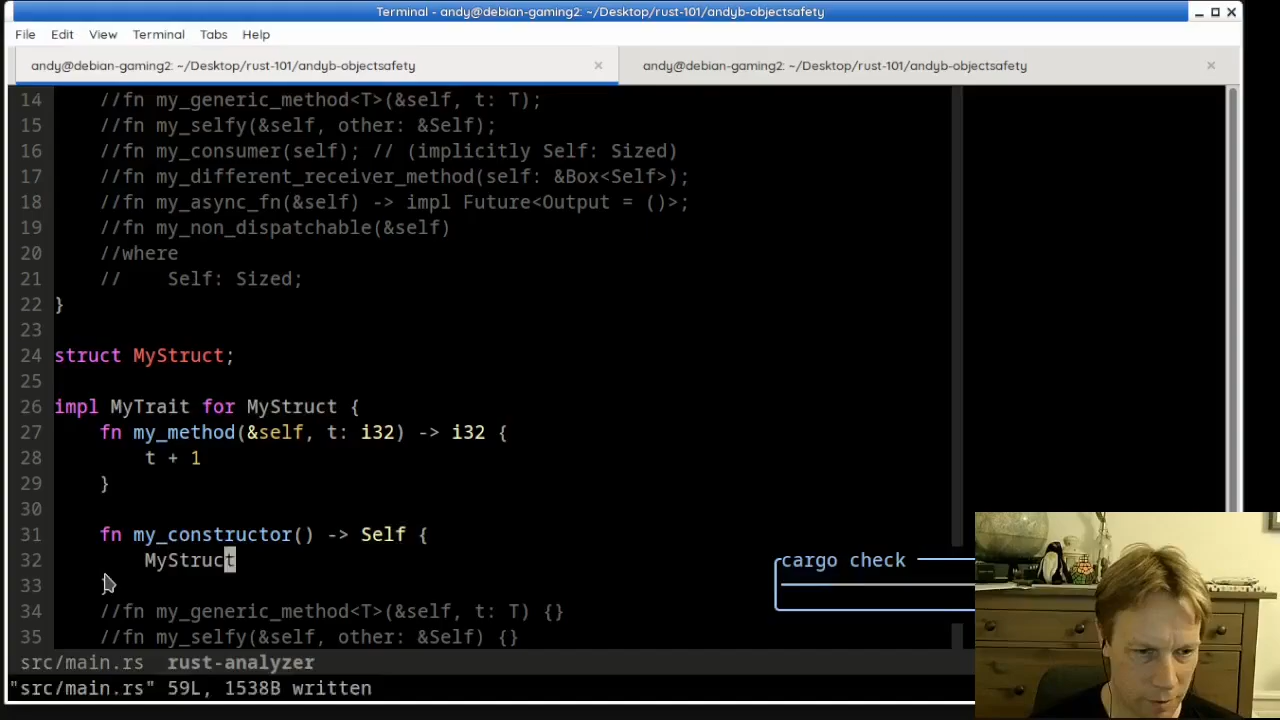 Terminal - andy@debian-gaming2: ~/Desktop/rust-101/andyb-objectsafety
File Edit View Terminal Tabs Help
andy@debian-gaming2: ~/Desktop/rust-101/andyb-objectsafety × andy@debian-gaming2: ~/Desktop/rust-101/andyb-objectsafety ×
14 //fn my_generic_method<T>(&self, t: T);
15 //fn my_selfy(&self, other: &Self);
16 //fn my_consumer(self); // (implicitly Self: Sized)
17 //fn my_different_receiver_method(self: &Box<Self>);
18 //fn my_async_fn(&self) -> impl Future<Output = ()>;
19 //fn my_non_dispatchable(&self)
20 //where
21 //    Self: Sized;
22 }
23
24 struct MyStruct;
25
26 impl MyTrait for MyStruct {
27     fn my_method(&self, t: i32) -> i32 {
28         t + 1
29     }
30
31     fn my_constructor() -> Self {
32         MyStruct
cargo check
33     }
34     //fn my_generic_method<T>(&self, t: T) {}
35     //fn my_selfy(&self, other: &Self) {}
src/main.rs rust-analyzer
"src/main.rs" 59L, 1538B written